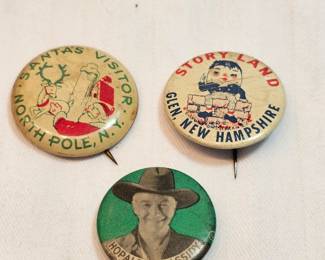 SANTA'S VISITOR
NORTH POLE, N.Y.
STORY LAND
GLEN, NEW HAMPSHIRE